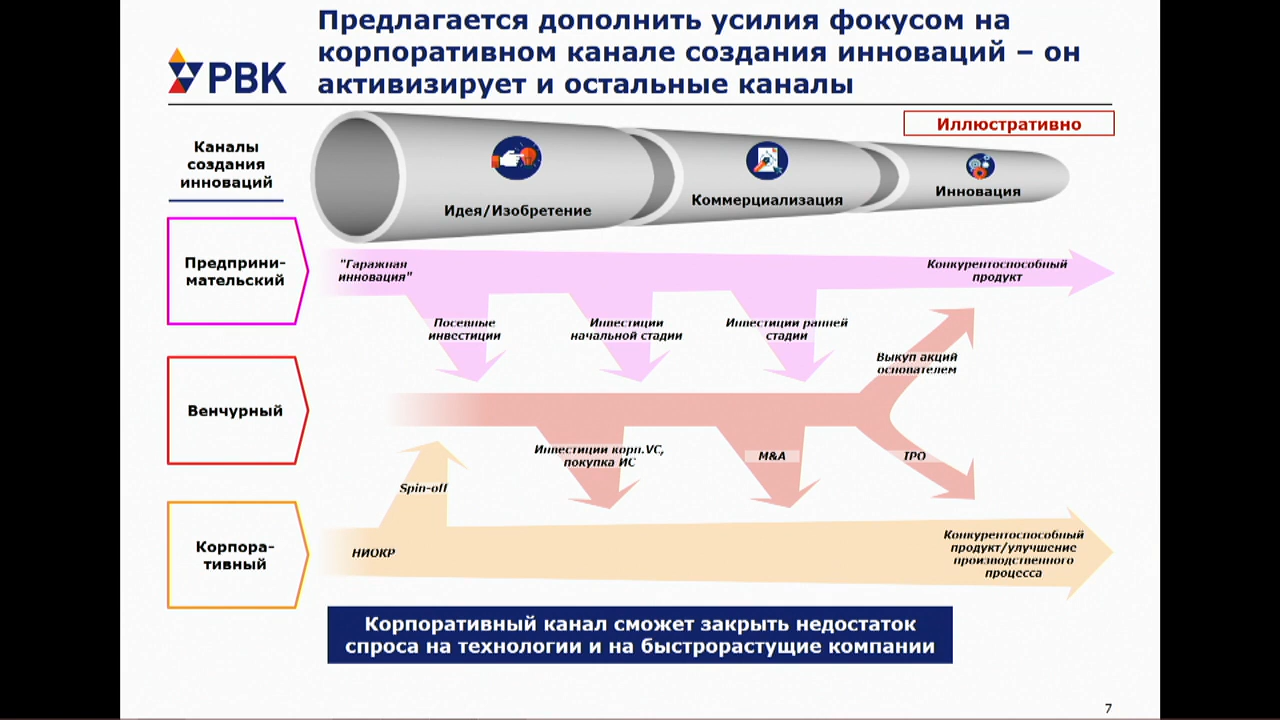 Предлагается дополнить усилия фокусом на
корпоративном канале создания инноваций – он
активизирует и остальные каналы
РВК
Иллюстративно
Каналы
создания
инноваций
Идея/Изобретение
Коммерциализация
Инновация
Предприни-
мательский
"Гаражная
инновация"
Конкурентоспособный
продукт
Посевные
инвестиции
Инвестиции
начальной стадии
Инвестиции ранней
стадии
Выкуп акций
основателем
Венчурный
Инвестиции корп.VC,
покупка ИС
M&A
IPO
Spin-off
Корпора-
тивный
НИОКР
Конкурентоспособный
продукт/улучшение
производственного
процесса
Корпоративный канал сможет закрыть недостаток
спроса на технологии и на быстрорастущие компании
7